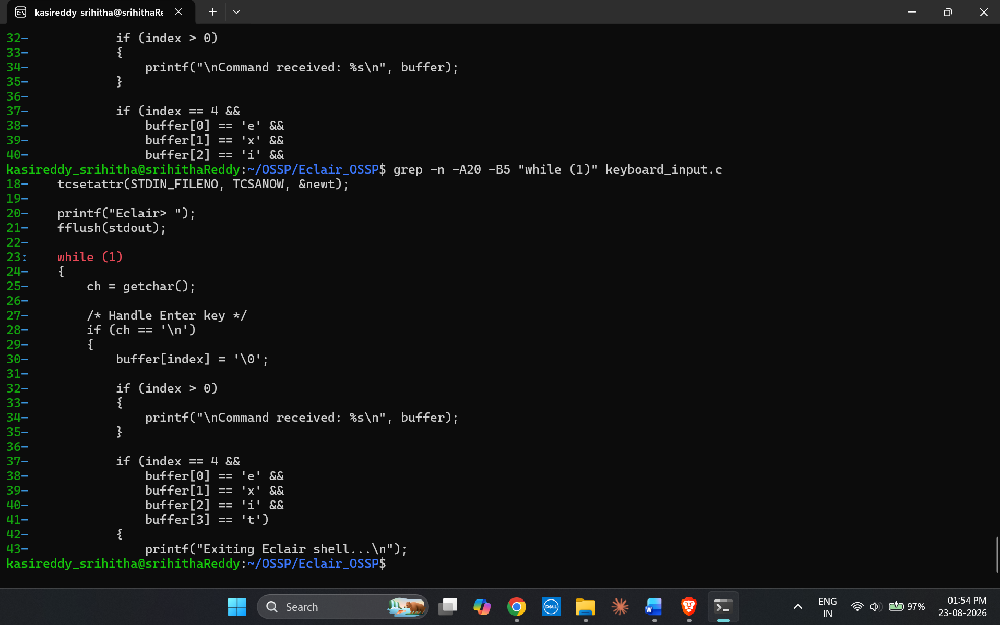 kasireddy_srihitha@srihithaRe
32-            if (index > 0)
33-            {
34-                printf("\nCommand received: %s\n", buffer);
35-            }
36-
37-            if (index == 4 &&
38-                buffer[0] == 'e' &&
39-                buffer[1] == 'x' &&
40-                buffer[2] == 'i' &&
kasireddy_srihitha@srihithaReddy:~/OSSP/Eclair_OSSP$ grep -n -A20 -B5 "while (1)" keyboard_input.c
18-    tcsetattr(STDIN_FILENO, TCSANOW, &newt);
19-
20-    printf("Eclair> ");
21-    fflush(stdout);
22-
23:    while (1)
24-    {
25-        ch = getchar();
26-
27-        /* Handle Enter key */
28-        if (ch == '\n')
29-        {
30-            buffer[index] = '\0';
31-
32-            if (index > 0)
33-            {
34-                printf("\nCommand received: %s\n", buffer);
35-            }
36-
37-            if (index == 4 &&
38-                buffer[0] == 'e' &&
39-                buffer[1] == 'x' &&
40-                buffer[2] == 'i' &&
41-                buffer[3] == 't')
42-            {
43-                printf("Exiting Eclair shell...\n");
kasireddy_srihitha@srihithaReddy:~/OSSP/Eclair_OSSP$
Search
DELL
W
ENG
IN
97%
01:54 PM
23-08-2026